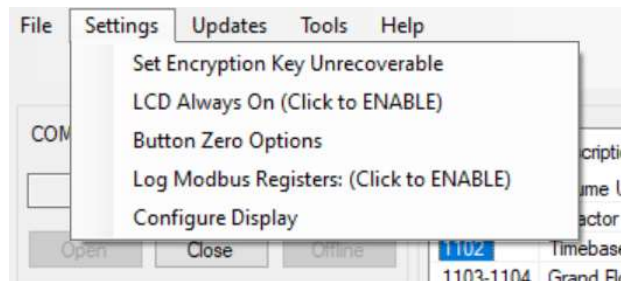 File Settings Updates Tools Help
Set Encryption Key Unrecoverable
LCD Always On (Click to ENABLE)
Button Zero Options
Log Modbus Registers: (Click to ENABLE)
Configure Display
COM
Open Close Offline
1102 Timebase
1103-1104 Grand